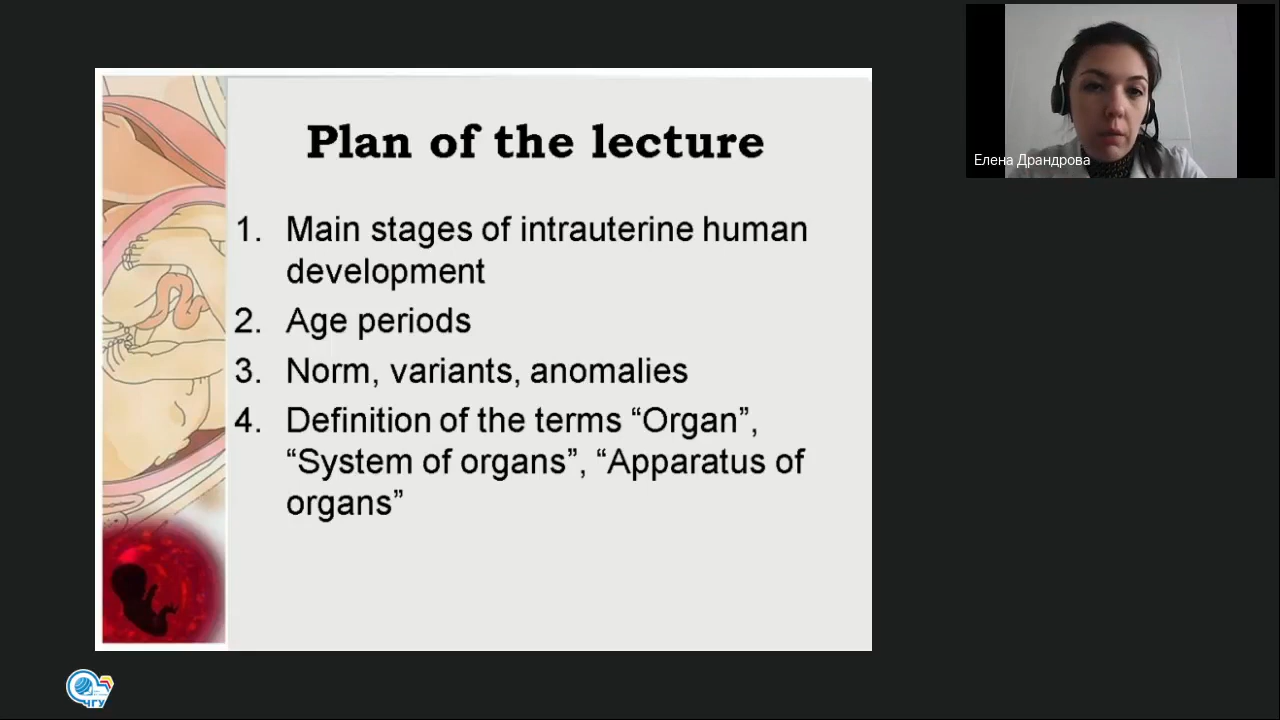 Plan of the lecture
1. Main stages of intrauterine human
development
2. Age periods
3. Norm, variants, anomalies
4. Definition of the terms “Organ”,
“System of organs”, “Apparatus of
organs”
Елена Драндрова
ЧГУ